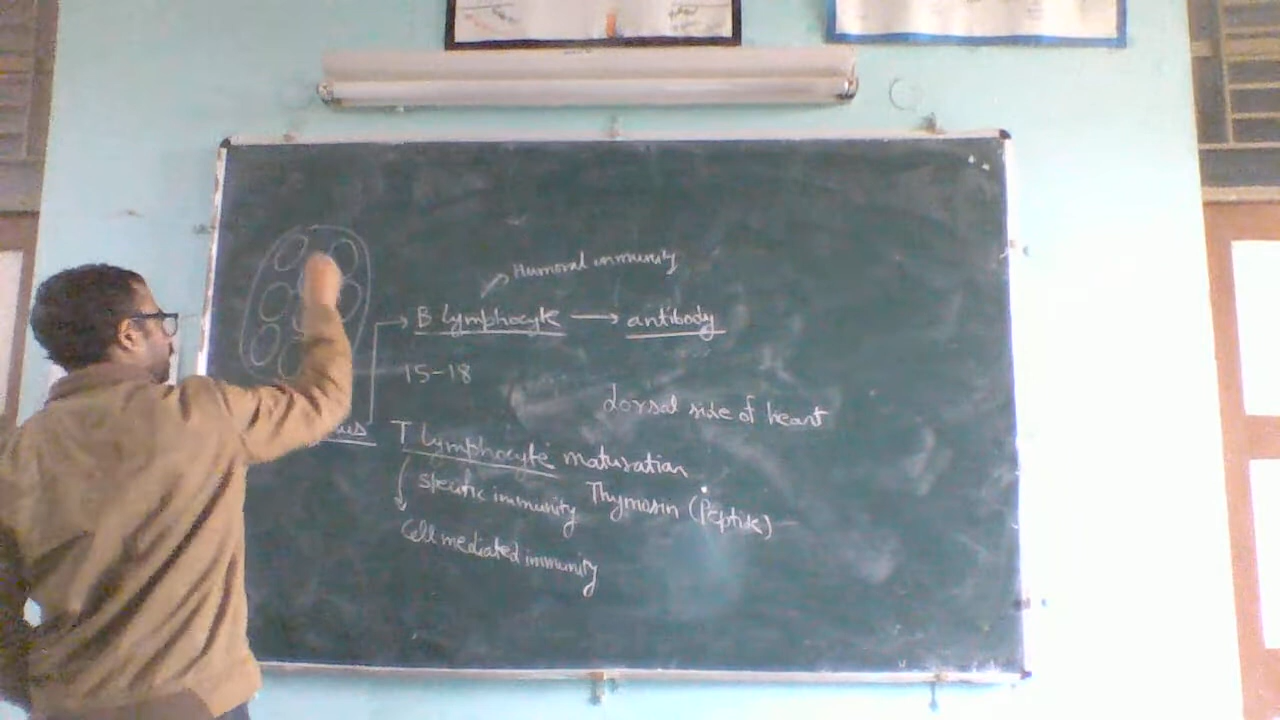 Humoral immunity
B lymphocyte → antibody
15-18
dorsal side of heart
T lymphocyte maturation
specific immunity Thymosin (Peptide)
Cell mediated immunity